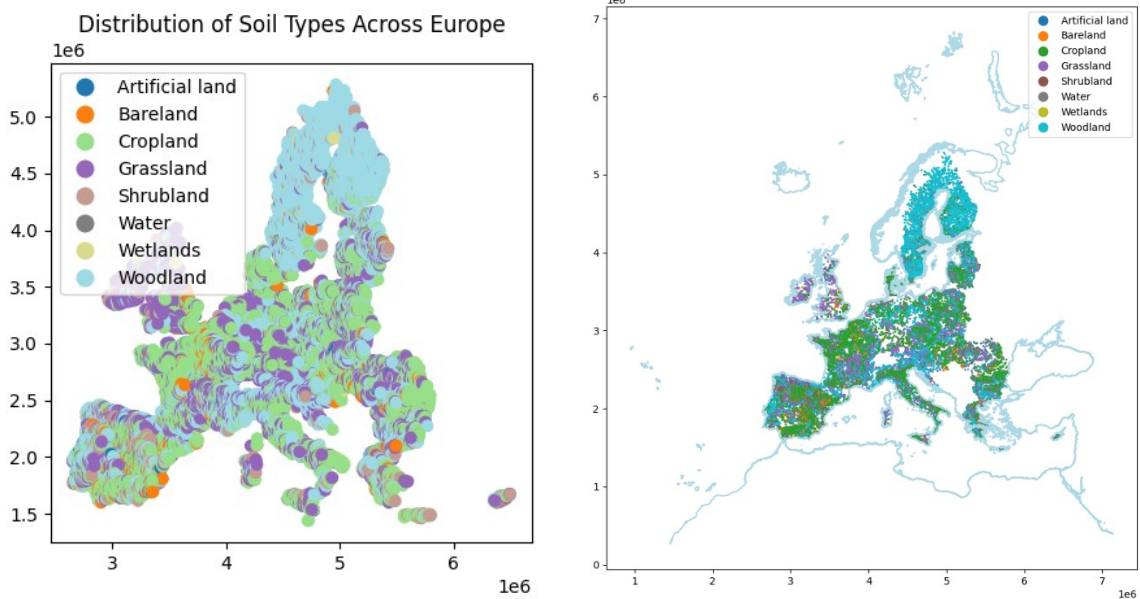 Distribution of Soil Types Across Europe
1e6
Artificial land
Bareland
Cropland
Grassland
Shrubland
Water
Wetlands
Woodland
5.0
4.5
4.0
3.5
3.0
2.5
2.0
1.5
3
4
5
6
1e6
1e6
7
6
5
4
3
2
1
0
Artificial land
Bareland
Cropland
Grassland
Shrubland
Water
Wetlands
Woodland
1
2
3
4
5
6
7
1e6